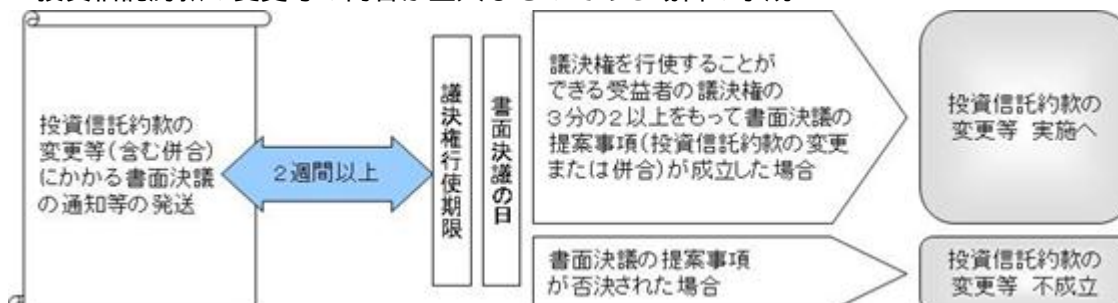 投資信託約款の
変更等(含む併合)
にかかる書面決議
の通知等の発送
2週間以上
議決権行使期限
書面決議の日
議決権を行使することが
できる受益者の議決権の
3分の2以上をもって書面決議の
提案事項(投資信託約款の変更
または併合)が成立した場合
投資信託約款の
変更等 実施へ
書面決議の提案事項
が否決された場合
投資信託約款の
変更等 不成立